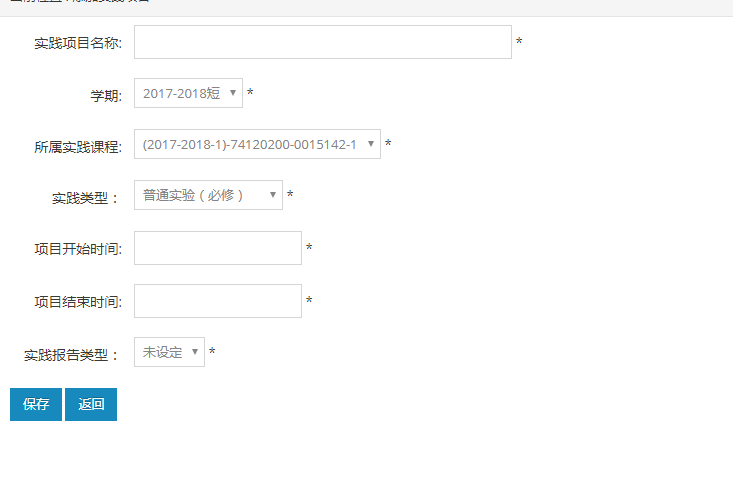 实践项目名称: *
学期: 2017-2018短 ▼ *
所属实践课程: (2017-2018-1)-74120200-0015142-1 ▼ *
实践类型： 普通实验（必修） ▼ *
项目开始时间: *
项目结束时间: *
实践报告类型： 未设定 ▼ *
保存 返回